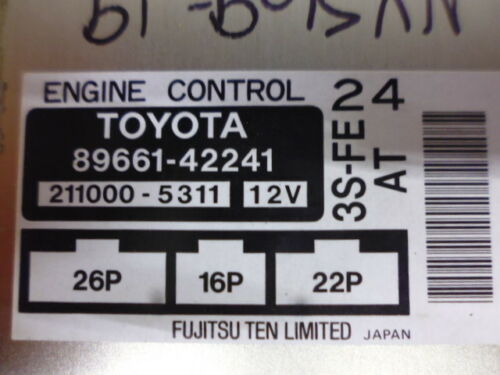 ENGINE CONTROL
TOYOTA
89661-42241
211000-5311 12V
24
3S-FE
AT
26P 16P 22P
FUJITSU TEN LIMITED JAPAN